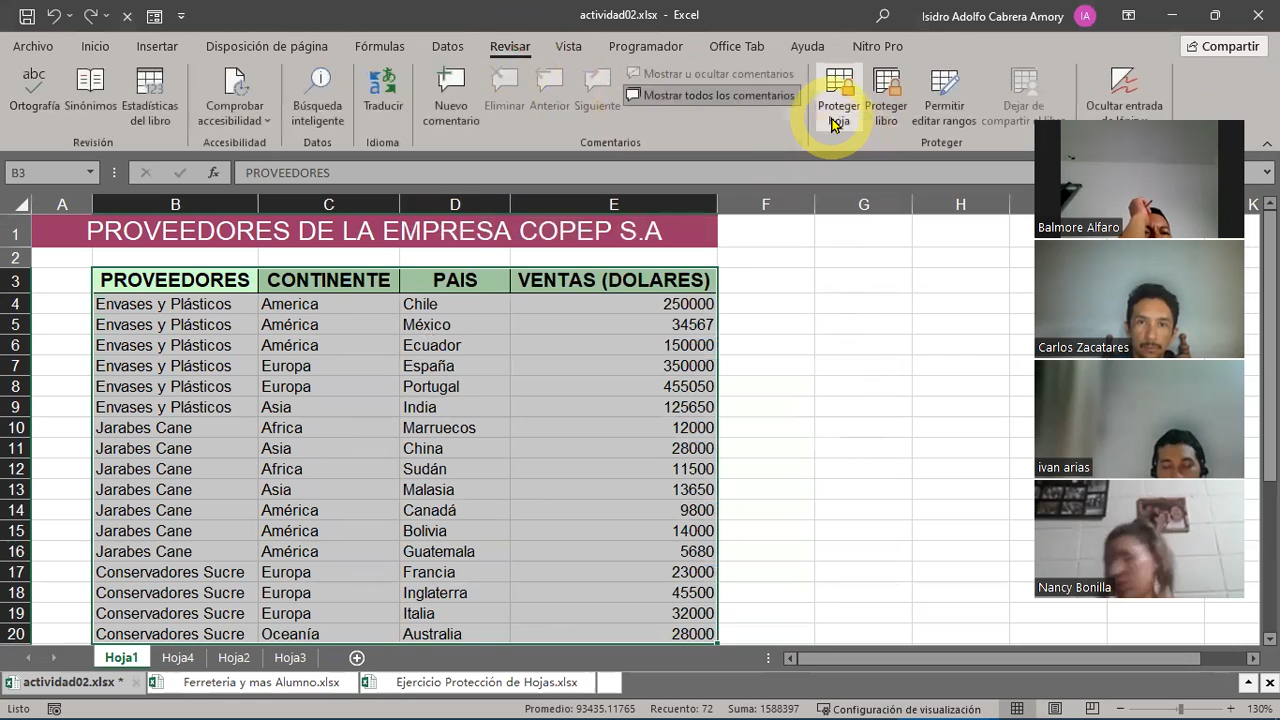 actividad02.xlsx - Excel
Isidro Adolfo Cabrera Amory
IA
Archivo Inicio Insertar Disposición de página Fórmulas Datos Revisar Vista Programador Office Tab Ayuda Nitro Pro
Compartir
abc
Ortografía
Sinónimos
Estadísticas del libro
Revisión
Comprobar accesibilidad
Accesibilidad
Búsqueda inteligente
Datos
Traducir
Idioma
Nuevo comentario
Eliminar
Anterior
Siguiente
Mostrar u ocultar comentarios
Mostrar todos los comentarios
Comentarios
Proteger hoja
Proteger libro
Permitir editar rangos
Dejar de compartir el
Proteger
Ocultar entrada
B3
fx
PROVEEDORES
A B C D E F G H I K
1 PROVEEDORES DE LA EMPRESA COPEP S.A
2
3 PROVEEDORES CONTINENTE PAIS VENTAS (DOLARES)
4 Envases y Plásticos America Chile 250000
5 Envases y Plásticos América México 34567
6 Envases y Plásticos América Ecuador 150000
7 Envases y Plásticos Europa España 350000
8 Envases y Plásticos Europa Portugal 455050
9 Envases y Plásticos Asia India 125650
10 Jarabes Cane Africa Marruecos 12000
11 Jarabes Cane Asia China 28000
12 Jarabes Cane Africa Sudán 11500
13 Jarabes Cane Asia Malasia 13650
14 Jarabes Cane América Canadá 9800
15 Jarabes Cane América Bolivia 14000
16 Jarabes Cane América Guatemala 5680
17 Conservadores Sucre Europa Francia 23000
18 Conservadores Sucre Europa Inglaterra 45500
19 Conservadores Sucre Europa Italia 32000
20 Conservadores Sucre Oceanía Australia 28000
Balmore Alfaro
Carlos Zacatares
ivan arias
Nancy Bonilla
Hoja1 Hoja4 Hoja2 Hoja3
actividad02.xlsx * Ferreteria y mas Alumno.xlsx Ejercicio Protección de Hojas.xlsx
Listo
Promedio: 93435.11765 Recuento: 72 Suma: 1588397 Configuración de visualización 130%